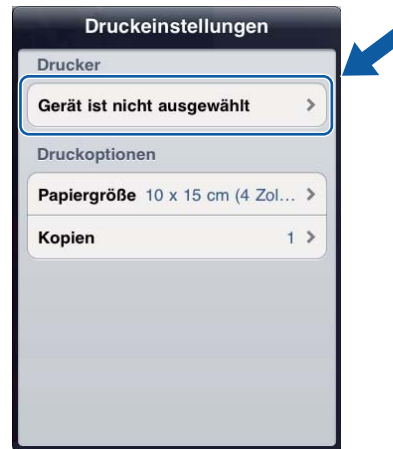 Druckeinstellungen
Drucker
Gerät ist nicht ausgewählt
Druckoptionen
Papiergröße 10 x 15 cm (4 Zol...
Kopien 1